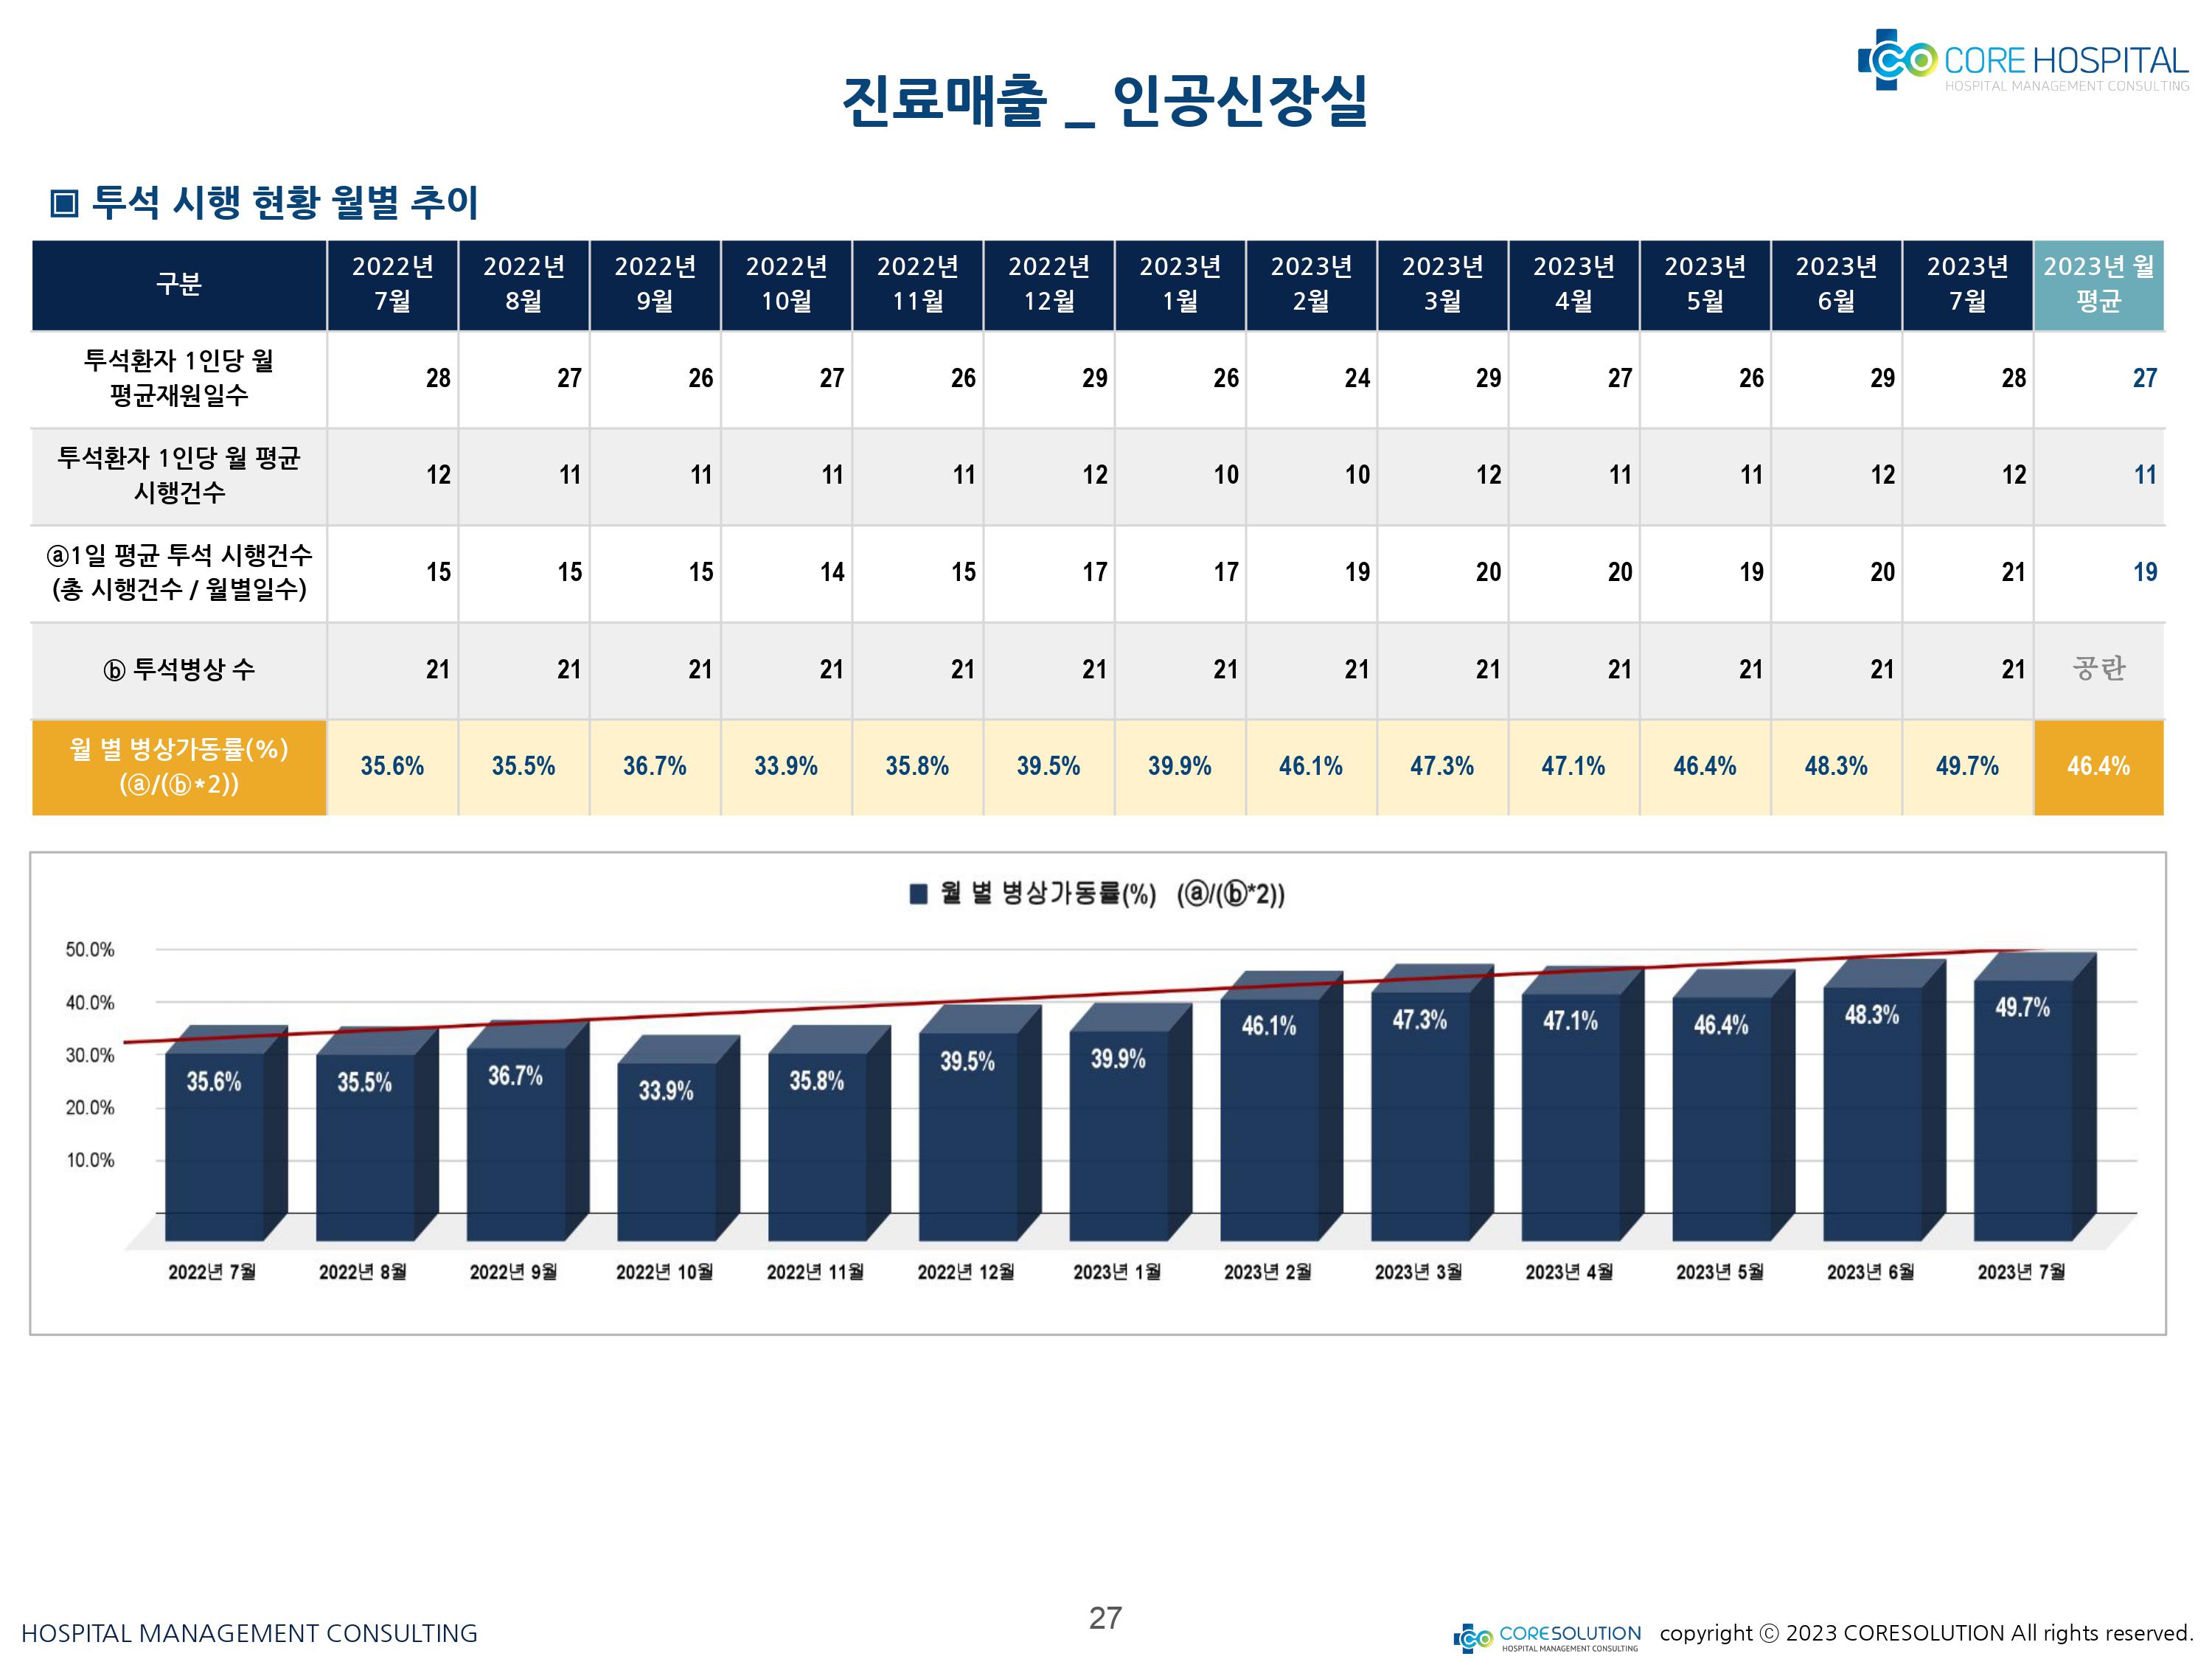 CORE HOSPITAL
HOSPITAL MANAGEMENT CONSULTING
진료매출 _ 인공신장실
▣ 투석 시행 현황 월별 추이
구분 2022년 7월 2022년 8월 2022년 9월 2022년 10월 2022년 11월 2022년 12월 2023년 1월 2023년 2월 2023년 3월 2023년 4월 2023년 5월 2023년 6월 2023년 7월 2023년 월 평균
투석환자 1인당 월 평균재원일수 28 27 26 27 26 29 26 24 29 27 26 29 28 27
투석환자 1인당 월 평균 시행건수 12 11 11 11 11 12 10 10 12 11 11 12 12 11
ⓐ1일 평균 투석 시행건수 (총 시행건수 / 월별일수) 15 15 15 14 15 17 17 19 20 20 19 20 21 19
ⓑ 투석병상 수 21 21 21 21 21 21 21 21 21 21 21 21 21 공란
월 별 병상가동률(%) (ⓐ/(ⓑ*2)) 35.6% 35.5% 36.7% 33.9% 35.8% 39.5% 39.9% 46.1% 47.3% 47.1% 46.4% 48.3% 49.7% 46.4%
월 별 병상가동률(%) (ⓐ/(ⓑ*2))
50.0%
40.0%
30.0%
20.0%
10.0%
35.6% 35.5% 36.7% 33.9% 35.8% 39.5% 39.9% 46.1% 47.3% 47.1% 46.4% 48.3% 49.7%
2022년 7월 2022년 8월 2022년 9월 2022년 10월 2022년 11월 2022년 12월 2023년 1월 2023년 2월 2023년 3월 2023년 4월 2023년 5월 2023년 6월 2023년 7월
HOSPITAL MANAGEMENT CONSULTING
27
CORESOLUTION
HOSPITAL MANAGEMENT CONSULTING
copyright ⓒ 2023 CORESOLUTION All rights reserved.